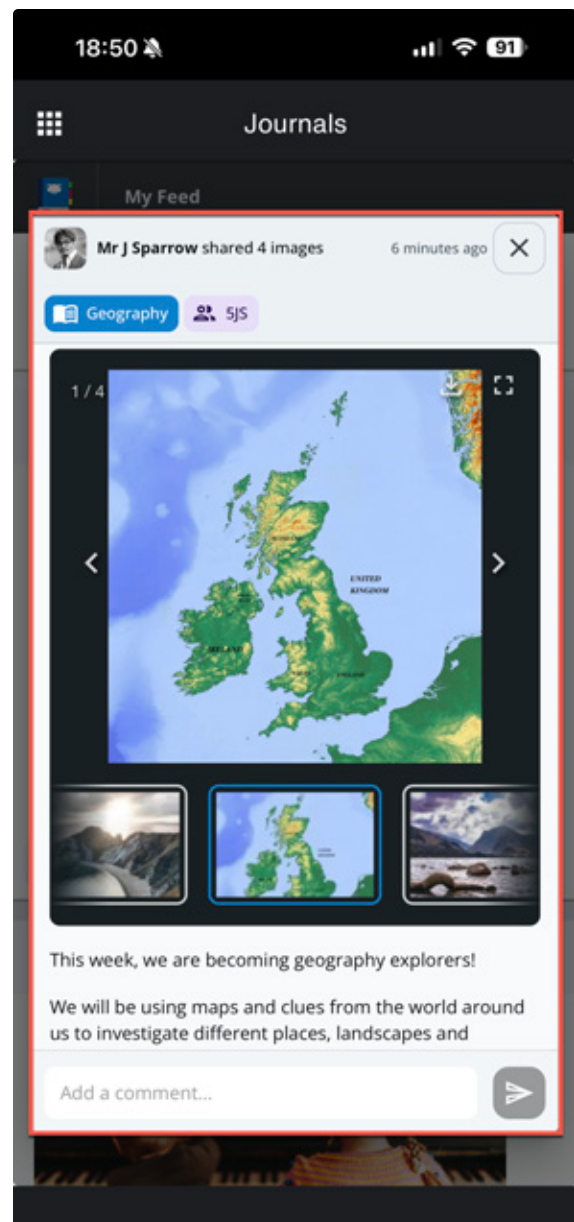 18:50
91
Journals
My Feed
Mr J Sparrow shared 4 images
6 minutes ago
Geography
5JS
1 / 4
UNITED
KINGDOM
IRELAND
ENGLAND
This week, we are becoming geography explorers!
We will be using maps and clues from the world around
us to investigate different places, landscapes and
Add a comment...